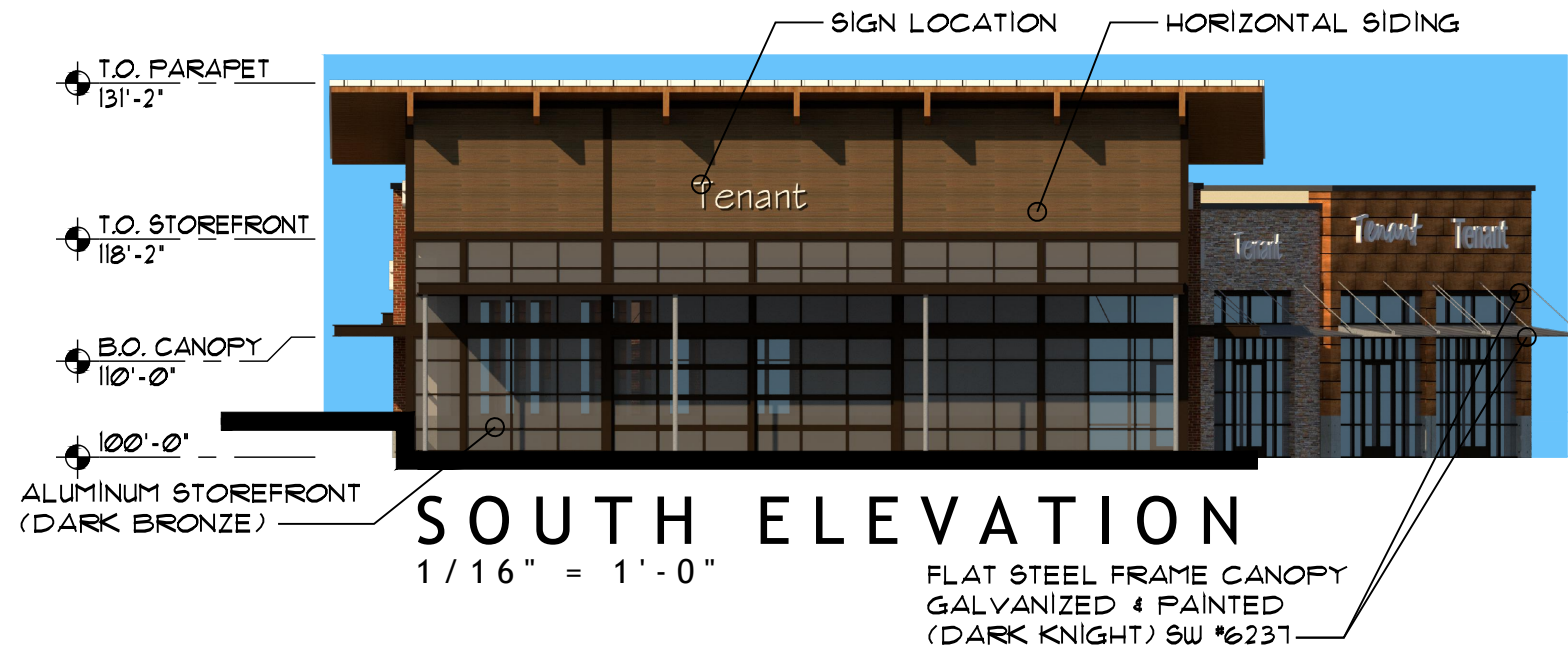 SIGN LOCATION
HORIZONTAL SIDING
T.O. PARAPET
131'-2"
Tenant
T.O. STOREFRONT
118'-2"
Tenant
Tenant
Tenant
B.O. CANOPY
110'-0"
100'-0"
ALUMINUM STOREFRONT
(DARK BRONZE)
SOUTH ELEVATION
1/16" = 1'-0"
FLAT STEEL FRAME CANOPY
GALVANIZED & PAINTED
(DARK KNIGHT) SW #6237